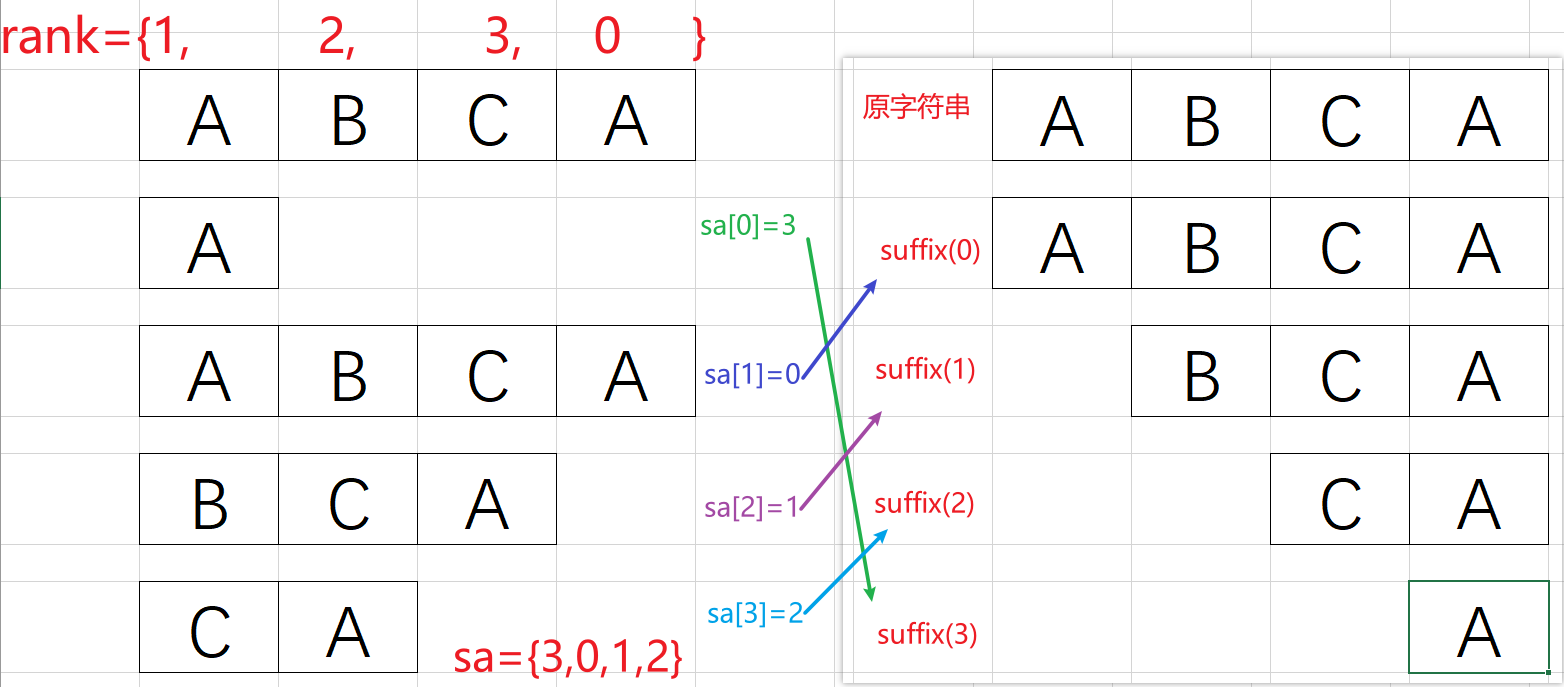 rank={1, 2, 3, 0 }
A B C A
A
A B C A
B C A
C A
sa={3,0,1,2}
sa[0]=3
sa[1]=0
sa[2]=1
sa[3]=2
原字符串 A B C A
suffix(0) A B C A
suffix(1) B C A
suffix(2) C A
suffix(3) A